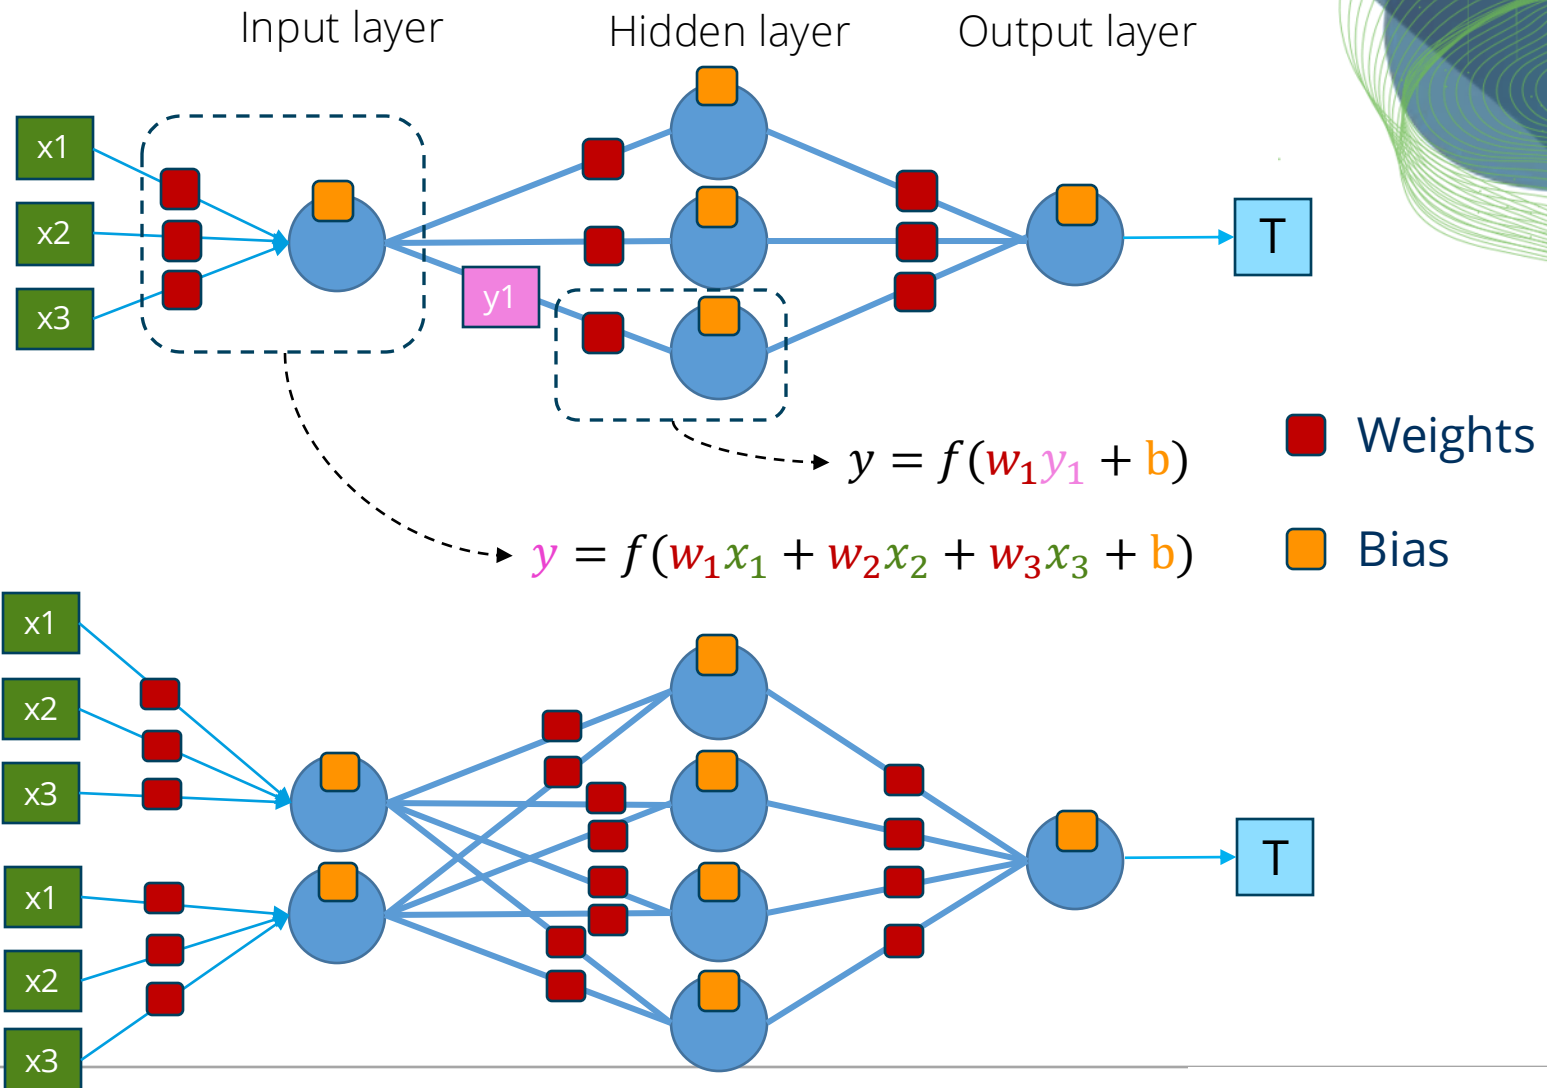 Input layer
Hidden layer
Output layer
x1
x2
x3
y1
T
y = f(w₁y₁ + b)
y = f(w₁x₁ + w₂x₂ + w₃x₃ + b)
Weights
Bias
x1
x2
x3
x1
x2
x3
T